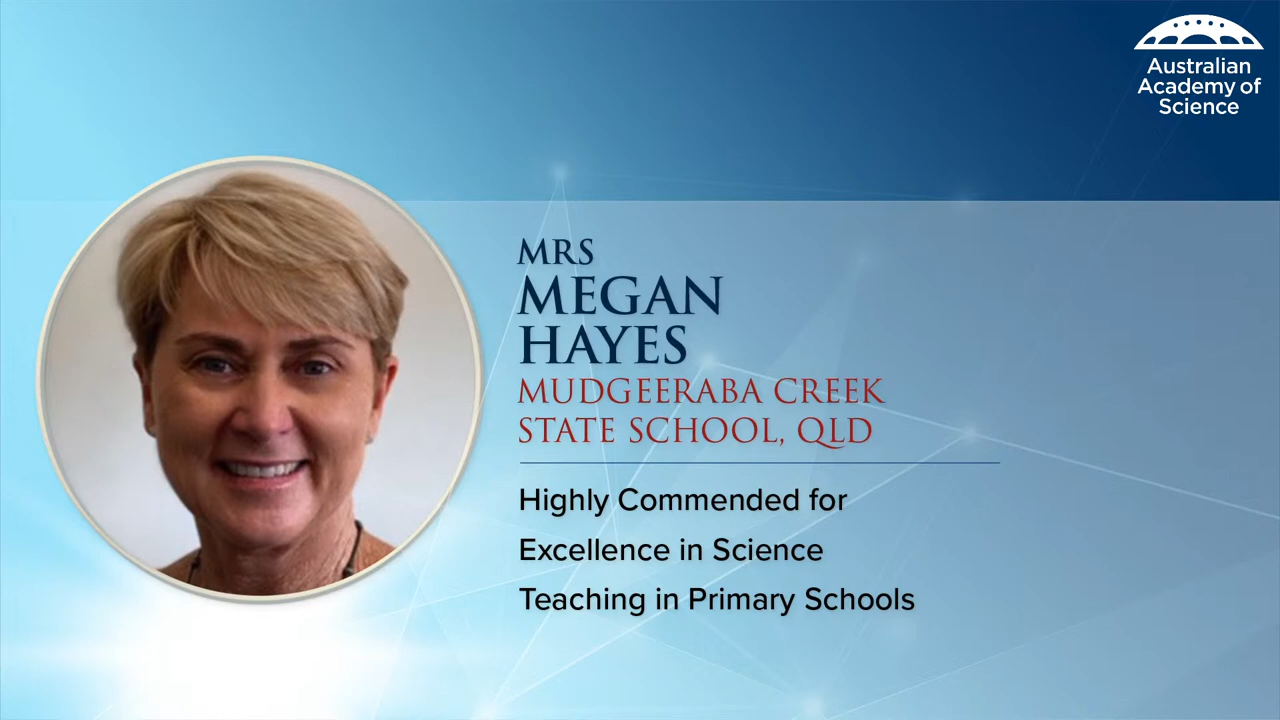 Australian
Academy of
Science
MRS
MEGAN
HAYES
MUDGEERABA CREEK
STATE SCHOOL, QLD
Highly Commended for
Excellence in Science
Teaching in Primary Schools